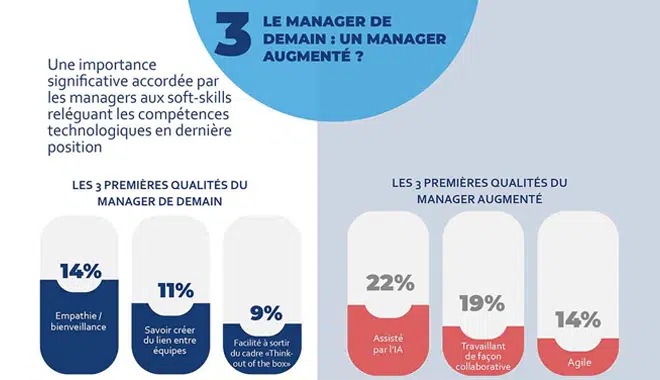 3
LE MANAGER DE
DEMAIN : UN MANAGER
AUGMENTÉ ?
Une importance
significative accordée par
les managers aux soft-skills
reléguant les compétences
technologiques en dernière
position
LES 3 PREMIÈRES QUALITÉS DU
MANAGER DE DEMAIN
14%
Empathie /
bienveillance
11%
Savoir créer
du lien entre
équipes
9%
Facilité à sortir
du cadre «Think-
out of the box»
LES 3 PREMIÈRES QUALITÉS DU
MANAGER AUGMENTÉ
22%
Assisté
par l'IA
19%
Travaillant
de façon
collaborative
14%
Agile